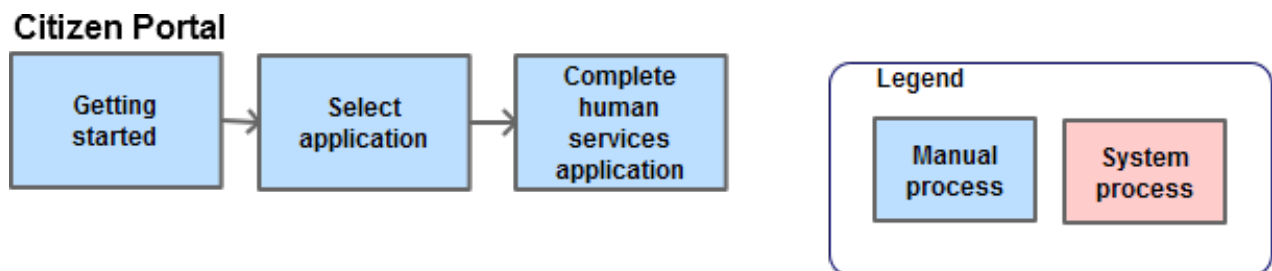 Citizen Portal
Getting
started
Select
application
Complete
human
services
application
Legend
Manual
process
System
process